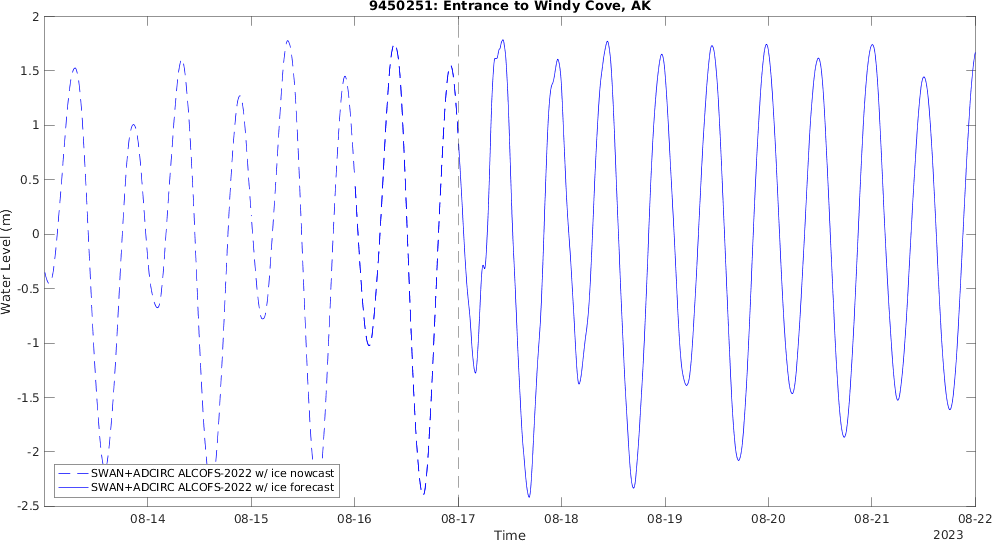 9450251: Entrance to Windy Cove, AK
2
1.5
1
0.5
0
-0.5
-1
-1.5
-2
-2.5
Water Level (m)
SWAN+ADCIRC ALCOFS-2022 w/ ice nowcast
SWAN+ADCIRC ALCOFS-2022 w/ ice forecast
08-14 08-15 08-16 08-17 08-18 08-19 08-20 08-21 08-22
Time
2023